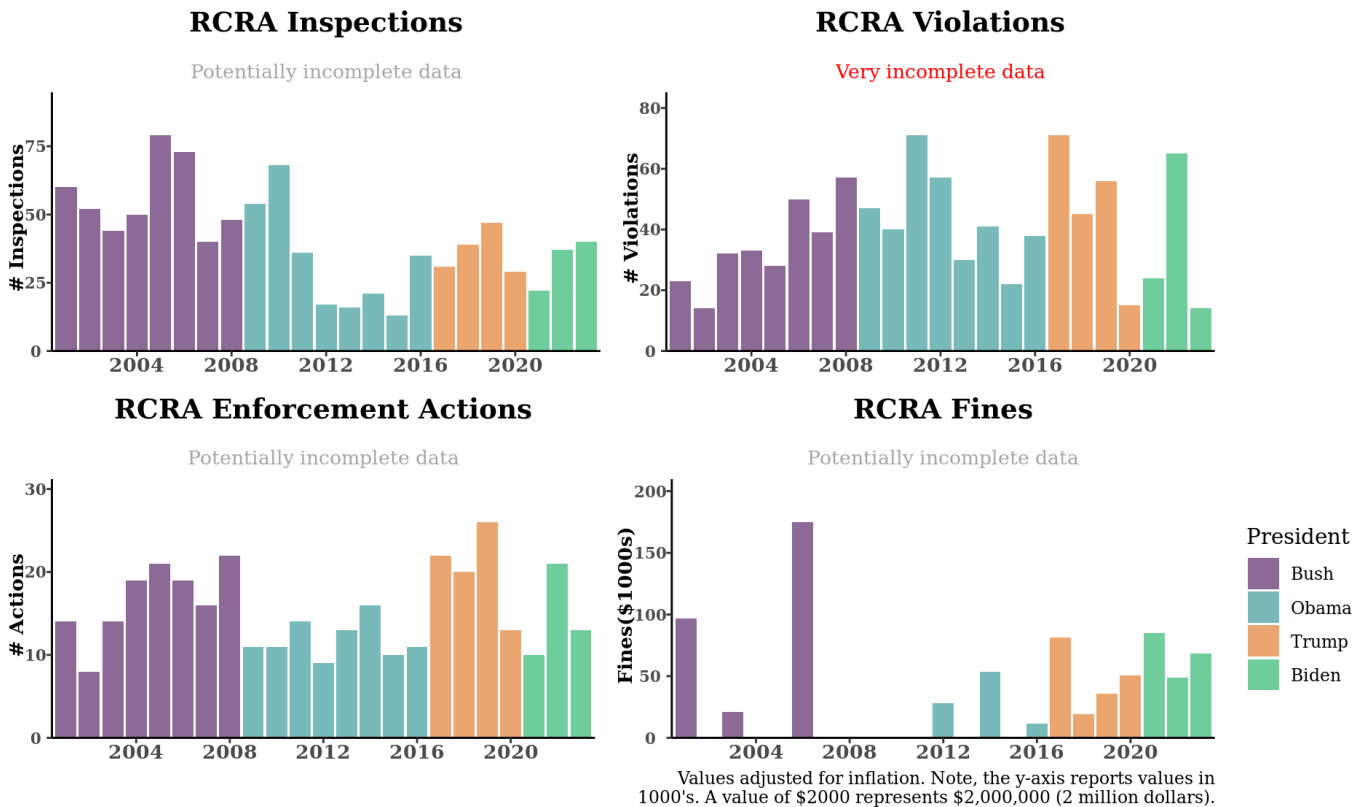 RCRA Inspections
Potentially incomplete data
# Inspections
75
50
25
0
2004
2008
2012
2016
2020
RCRA Violations
Very incomplete data
# Violations
80
60
40
20
0
2004
2008
2012
2016
2020
RCRA Enforcement Actions
Potentially incomplete data
# Actions
30
20
10
0
2004
2008
2012
2016
2020
RCRA Fines
Potentially incomplete data
Fines($1000s)
200
150
100
50
0
2004
2008
2012
2016
2020
President
Bush
Obama
Trump
Biden
Values adjusted for inflation. Note, the y-axis reports values in
1000's. A value of $2000 represents $2,000,000 (2 million dollars).